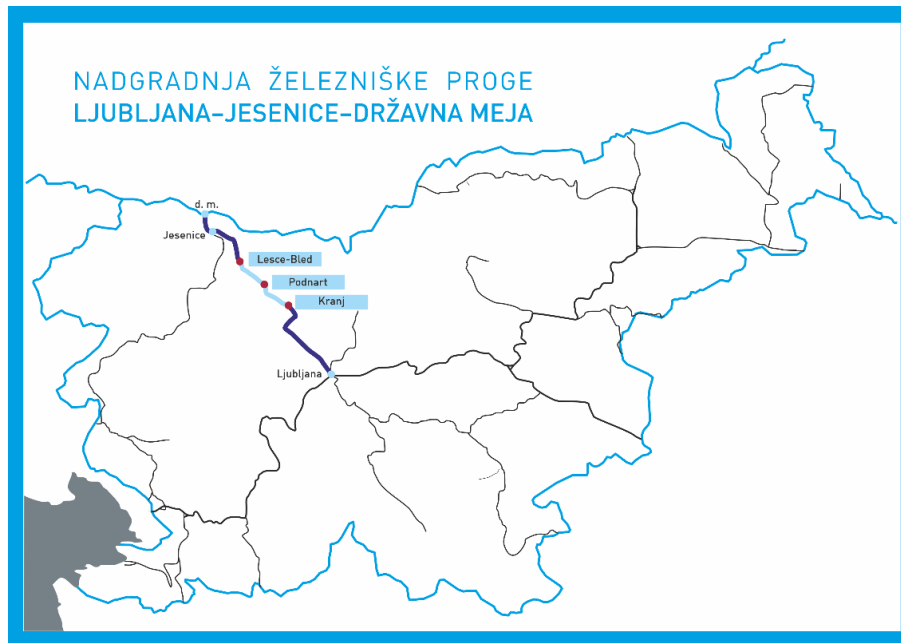 NADGRADNJA ŽELEZNIŠKE PROGE
LJUBLJANA–JESENICE–DRŽAVNA MEJA
d. m.
Jesenice
Lesce-Bled
Podnart
Kranj
Ljubljana